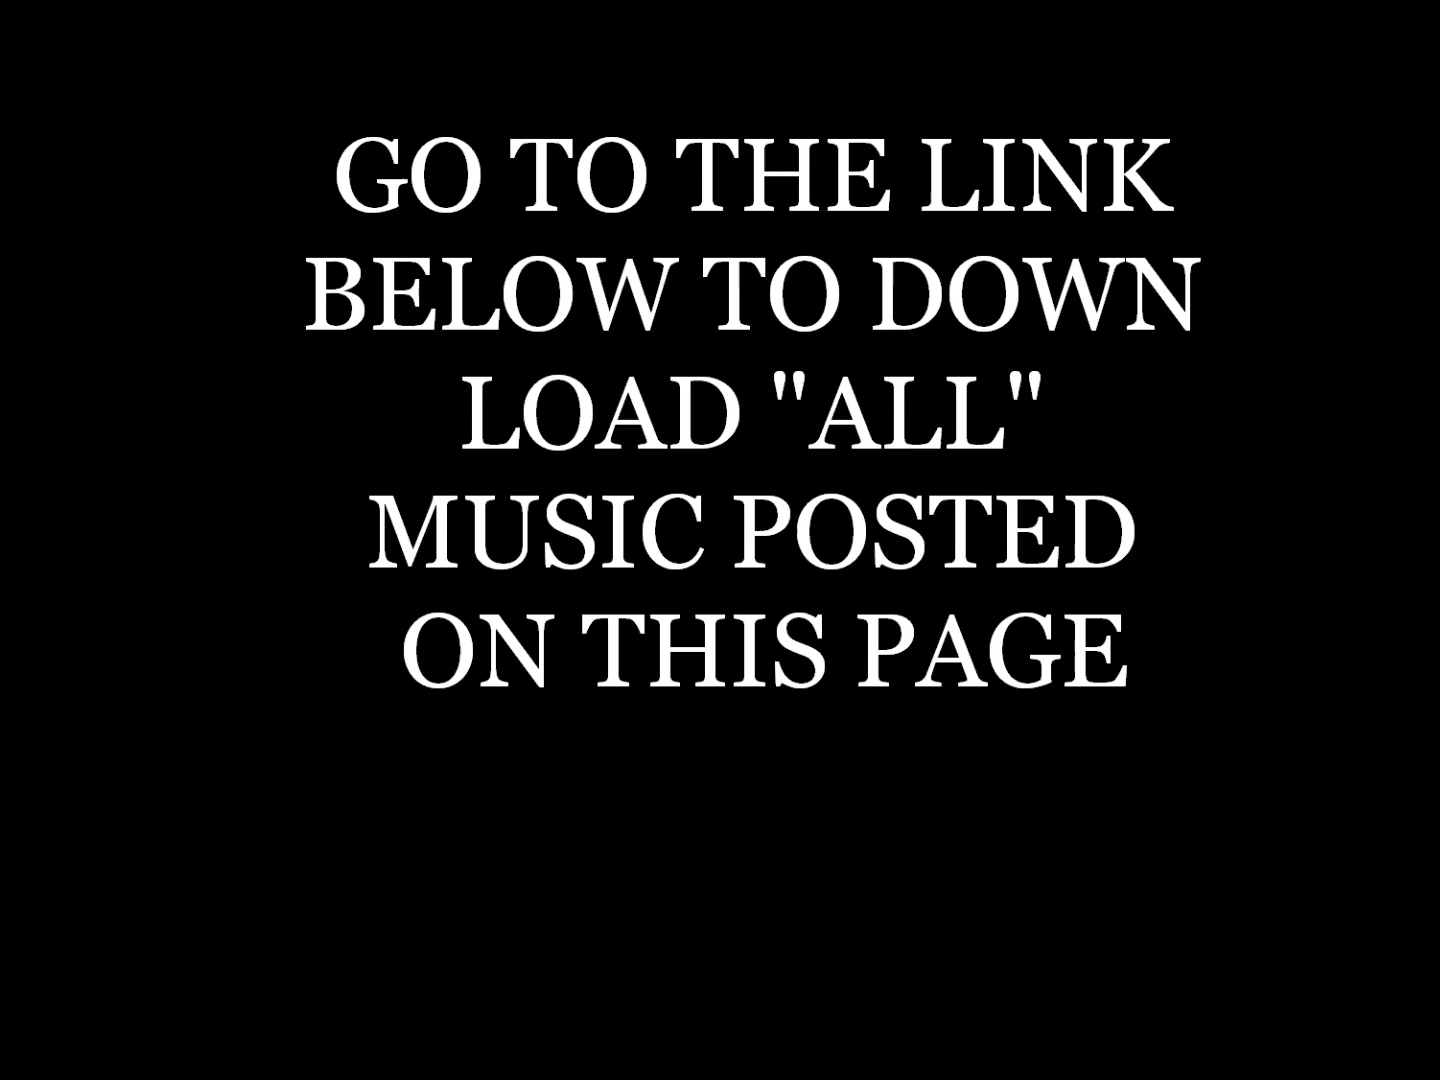 GO TO THE LINK
BELOW TO DOWN
LOAD "ALL"
MUSIC POSTED
ON THIS PAGE